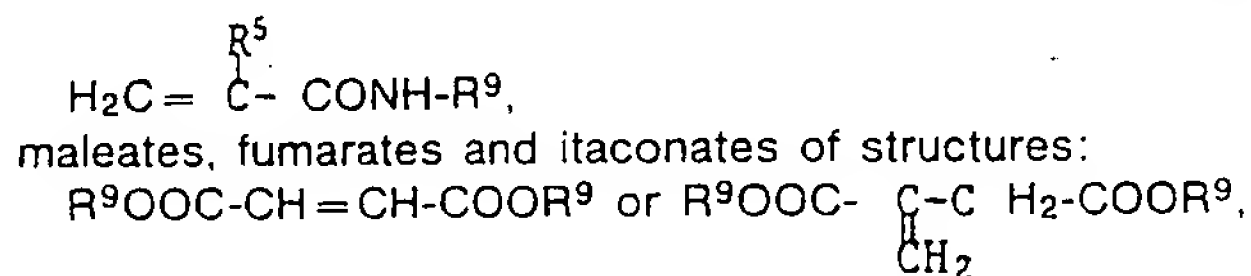 R⁵
H₂C = C - CONH-R⁹,
maleates, fumarates and itaconates of structures:
R⁹OOC-CH=CH-COOR⁹ or R⁹OOC- C-C H₂-COOR⁹,
CH₂